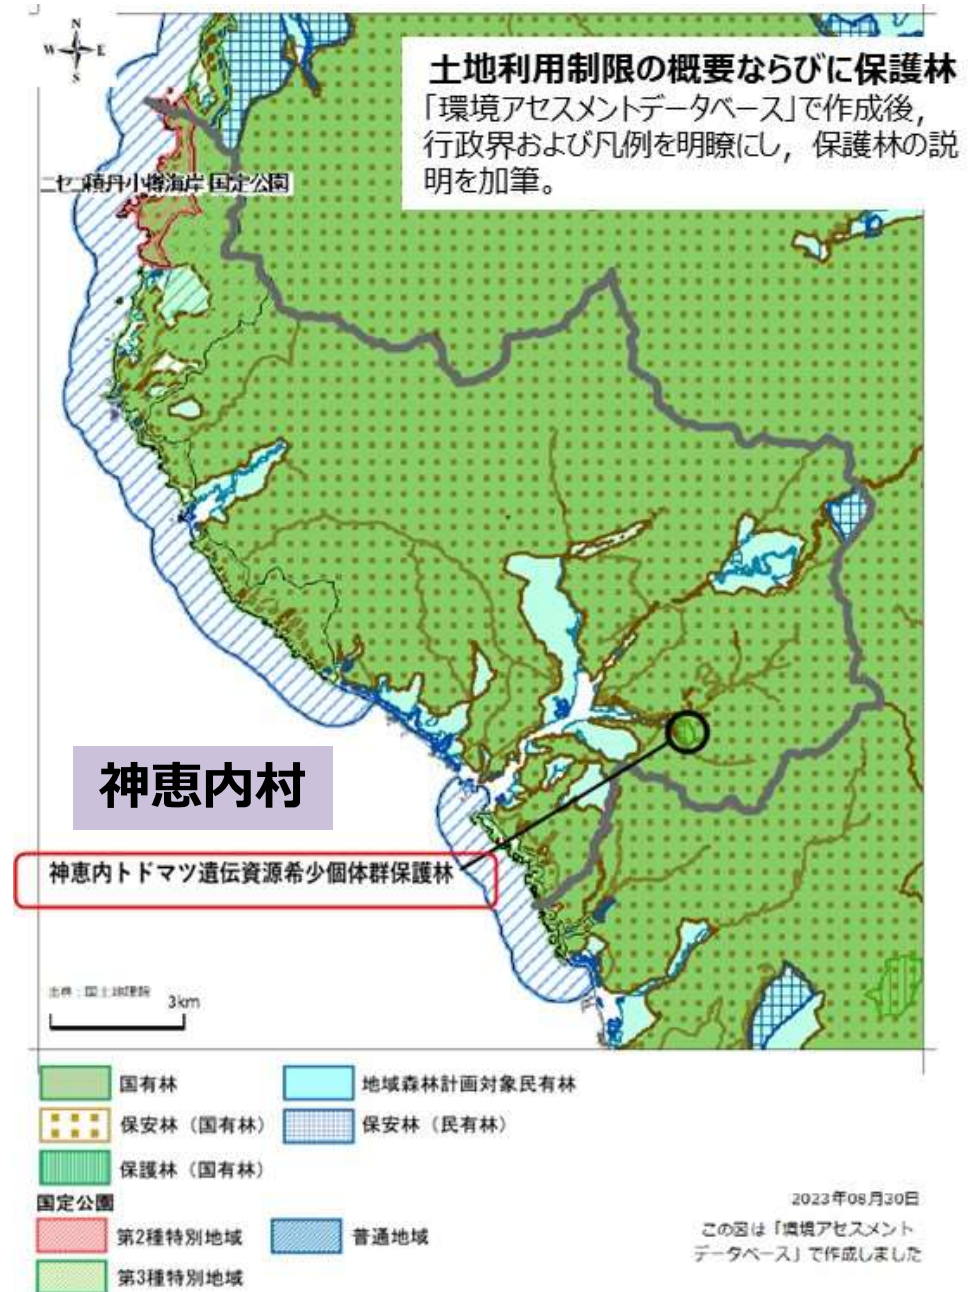 N
W E
S
土地利用制限の概要ならびに保護林
「環境アセスメントデータベース」で作成後，
行政界および凡例を明瞭にし，保護林の説
明を加筆。
ニセコ積丹小樽海岸国定公園
神恵内村
神恵内トドマツ遺伝資源希少個体群保護林
出典：国土地理院
3km
国有林
地域森林計画対象民有林
保安林（国有林）
保安林（民有林）
保護林（国有林）
国定公園
第2種特別地域
普通地域
第3種特別地域
2023年08月30日
この図は「環境アセスメント
データベース」で作成しました